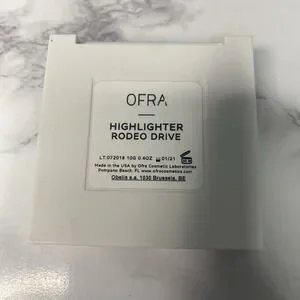 OFRA
HIGHLIGHTER
RODEO DRIVE
LT:072018 10G 0.4OZ 01/21
Made in the USA by Ofra Cosmetic Laboratories
Pompano Beach, FL www.ofracosmetics.com
Obelis s.a. 1030 Brussels, BE